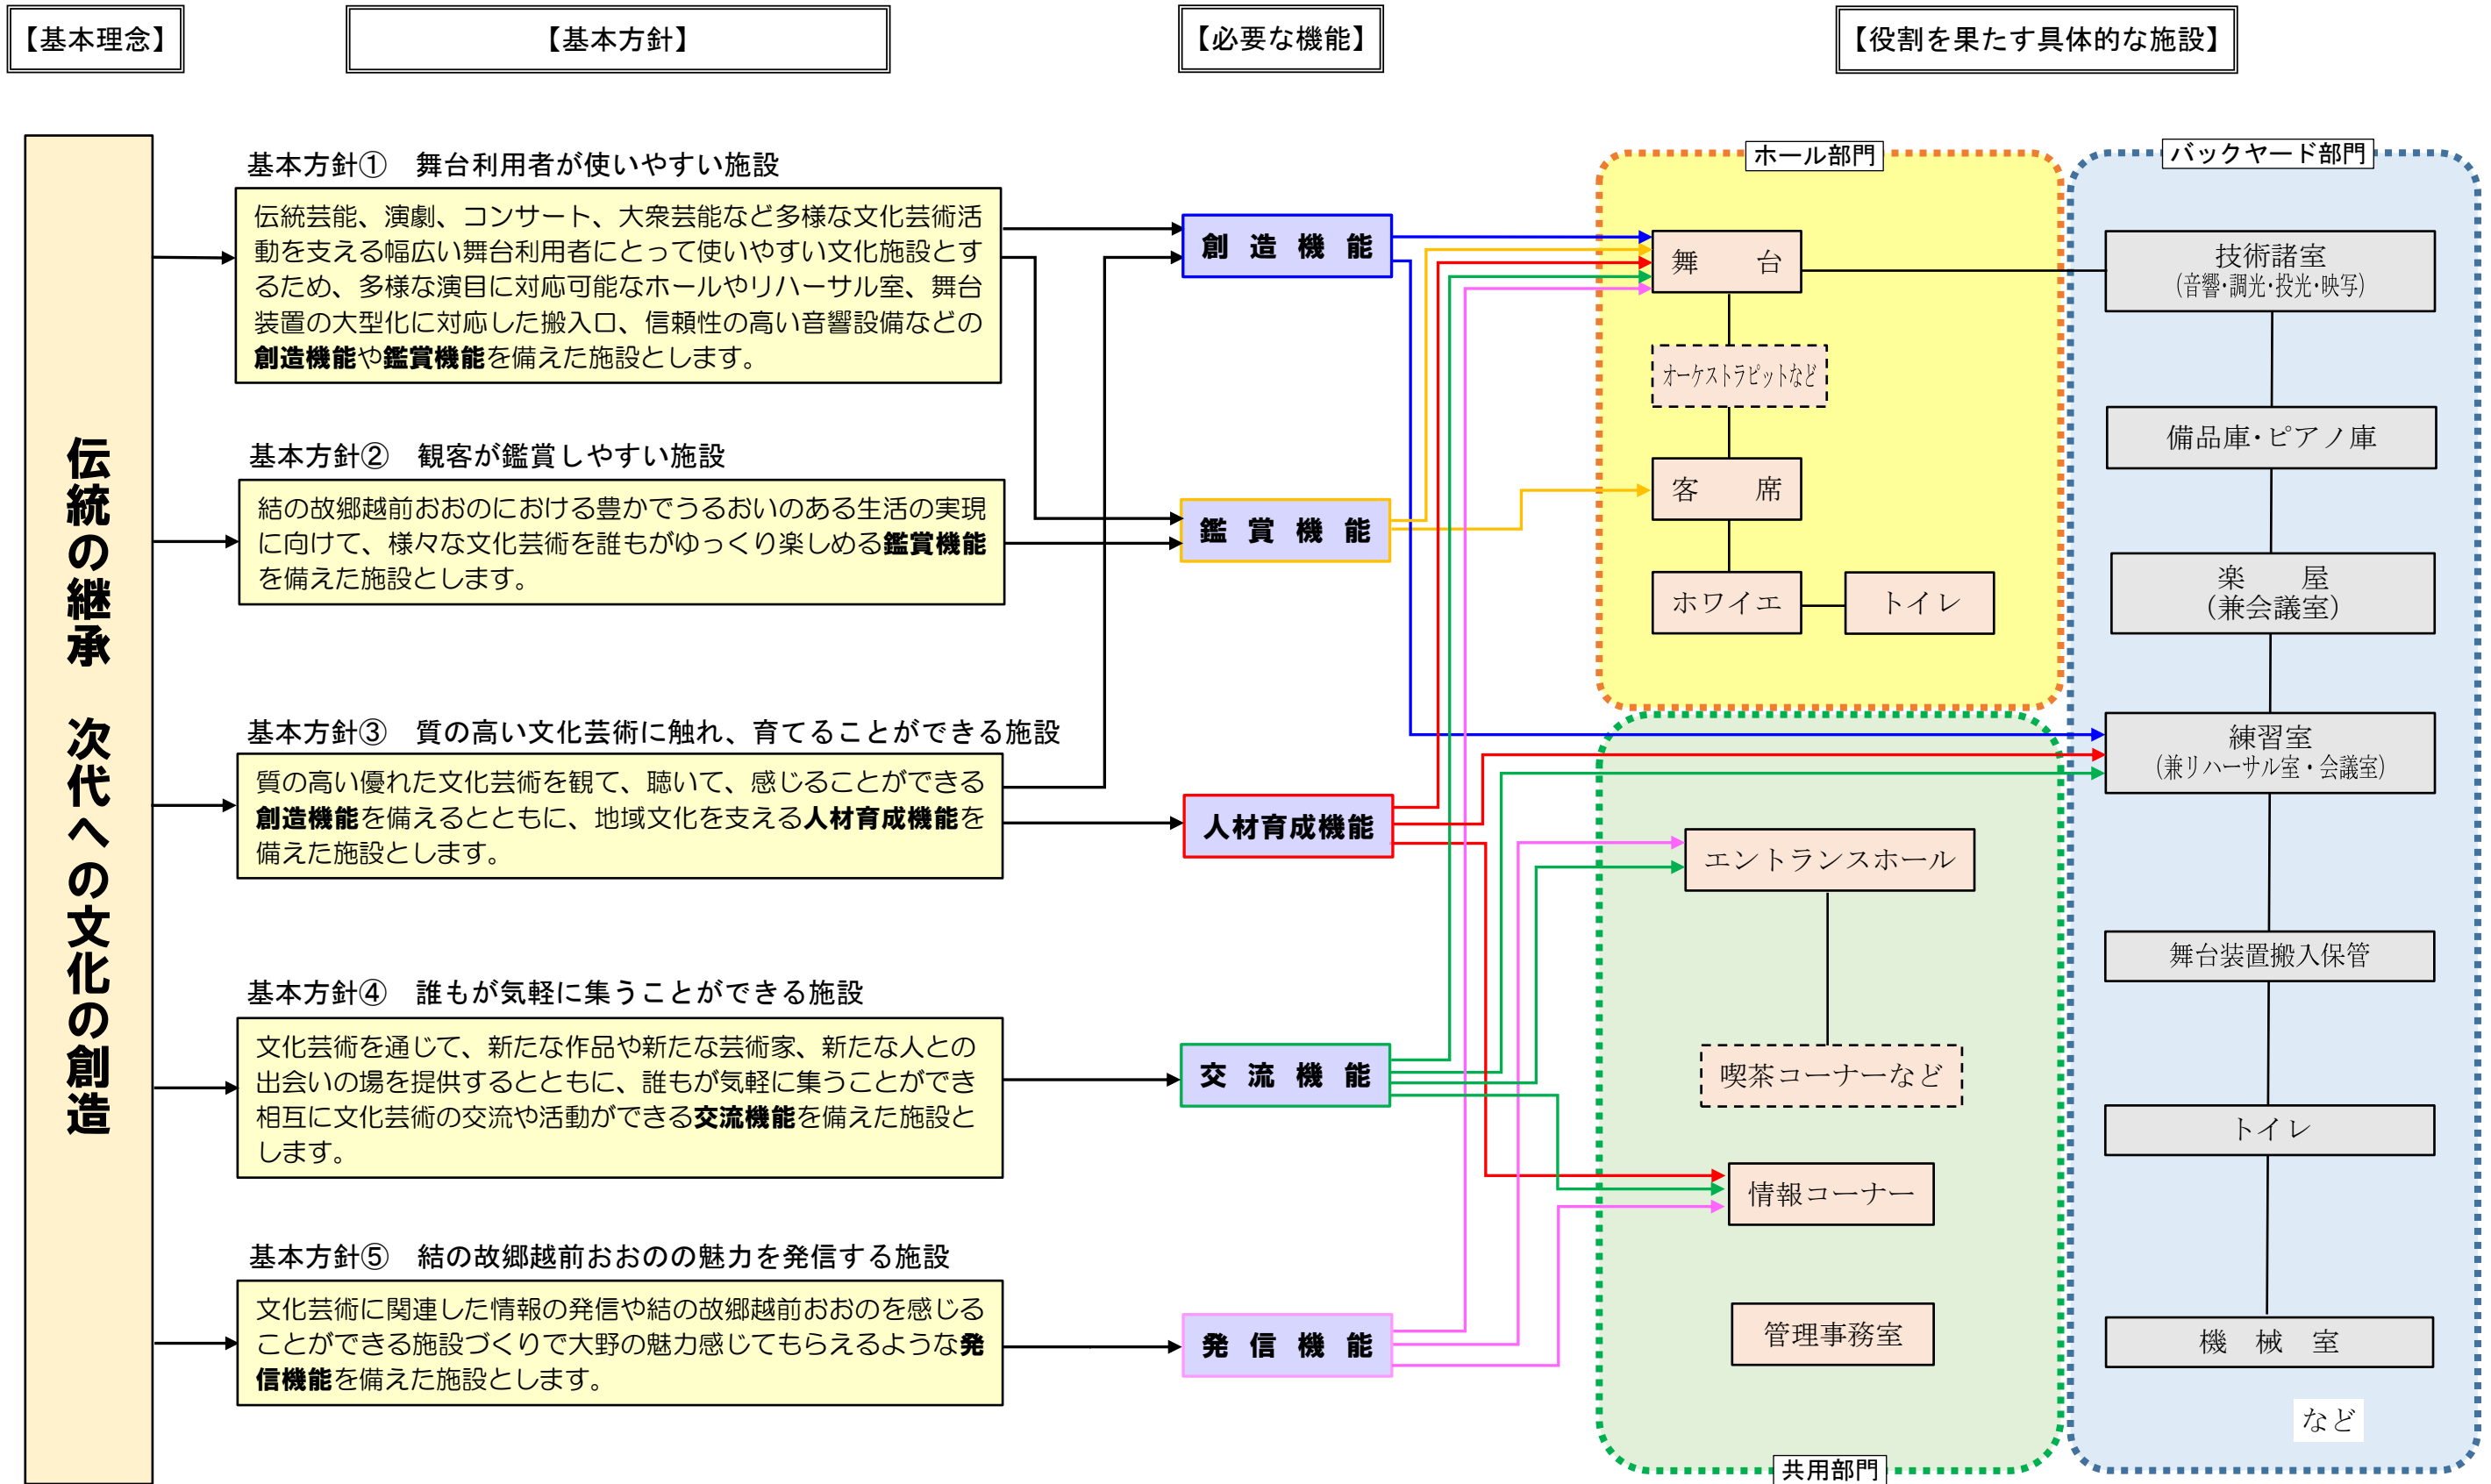 【基本理念】
【基本方針】
【必要な機能】
【役割を果たす具体的な施設】
伝統の継承　次代への文化の創造
基本方針①　舞台利用者が使いやすい施設
伝統芸能、演劇、コンサート、大衆芸能など多様な文化芸術活
動を支える幅広い舞台利用者にとって使いやすい文化施設とす
るため、多様な演目に対応可能なホールやリハーサル室、舞台
装置の大型化に対応した搬入口、信頼性の高い音響設備などの
創造機能や鑑賞機能を備えた施設とします。
基本方針②　観客が鑑賞しやすい施設
結の故郷越前おおのにおける豊かでうるおいのある生活の実現
に向けて、様々な文化芸術を誰もがゆっくり楽しめる鑑賞機能
を備えた施設とします。
基本方針③　質の高い文化芸術に触れ、育てることができる施設
質の高い優れた文化芸術を観て、聴いて、感じることができる
創造機能を備えるとともに、地域文化を支える人材育成機能を
備えた施設とします。
基本方針④　誰もが気軽に集うことができる施設
文化芸術を通じて、新たな作品や新たな芸術家、新たな人との
出会いの場を提供するとともに、誰もが気軽に集うことができ
相互に文化芸術の交流や活動ができる交流機能を備えた施設と
します。
基本方針⑤　結の故郷越前おおのの魅力を発信する施設
文化芸術に関連した情報の発信や結の故郷越前おおのを感じる
ことができる施設づくりで大野の魅力感じてもらえるような発
信機能を備えた施設とします。
創造機能
鑑賞機能
人材育成機能
交流機能
発信機能
ホール部門
舞　台
オーケストラピットなど
客　席
ホワイエ
トイレ
エントランスホール
喫茶コーナーなど
情報コーナー
管理事務室
共用部門
バックヤード部門
技術諸室
（音響・調光・投光・映写）
備品庫・ピアノ庫
楽　屋
（兼会議室）
練習室
（兼リハーサル室・会議室）
舞台装置搬入保管
トイレ
機　械　室
など